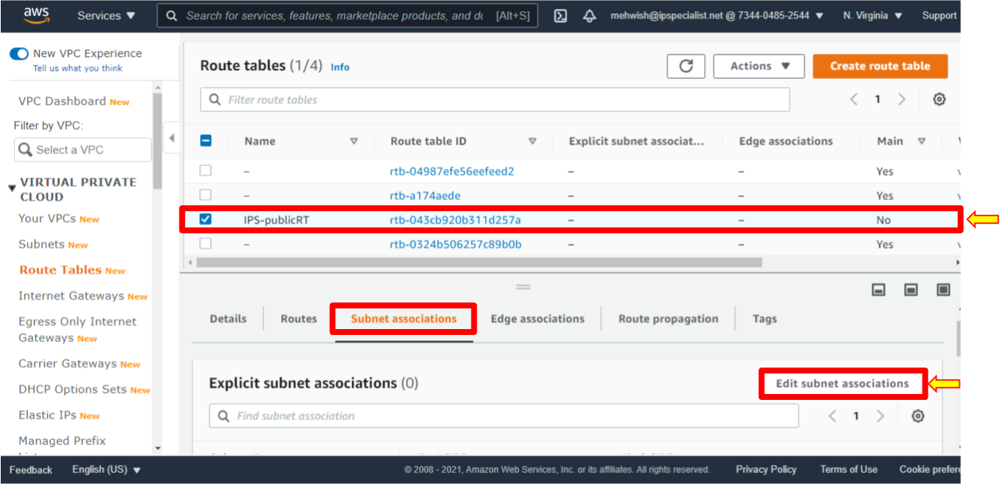 aws Services ▼ Search for services, features, marketplace products, and dc [Alt+S] mehwish@ipspecialist.net @ 7344-0485-2544 ▼ N. Virginia ▼ Support
New VPC Experience
Tell us what you think
VPC Dashboard New
Filter by VPC:
Select a VPC
VIRTUAL PRIVATE
CLOUD
Your VPCs New
Subnets New
Route Tables New
Internet Gateways New
Egress Only Internet
Gateways New
Carrier Gateways New
DHCP Options Sets New
Elastic IPs New
Managed Prefix
Route tables (1/4) Info
Actions ▼ Create route table
Filter route tables
< 1 >
Name Route table ID Explicit subnet associat... Edge associations Main
– rtb-04987efe56eefeed2 – – Yes
– rtb-a174aede – – Yes
IPS-publicRT rtb-043cb920b311d257a – – No
– rtb-0324b506257c89b0b – – Yes
Details Routes Subnet associations Edge associations Route propagation Tags
Explicit subnet associations (0)
Edit subnet associations
Find subnet association
< 1 >
Feedback English (US) ▼ © 2008 - 2021, Amazon Web Services, Inc. or its affiliates. All rights reserved. Privacy Policy Terms of Use Cookie prefere